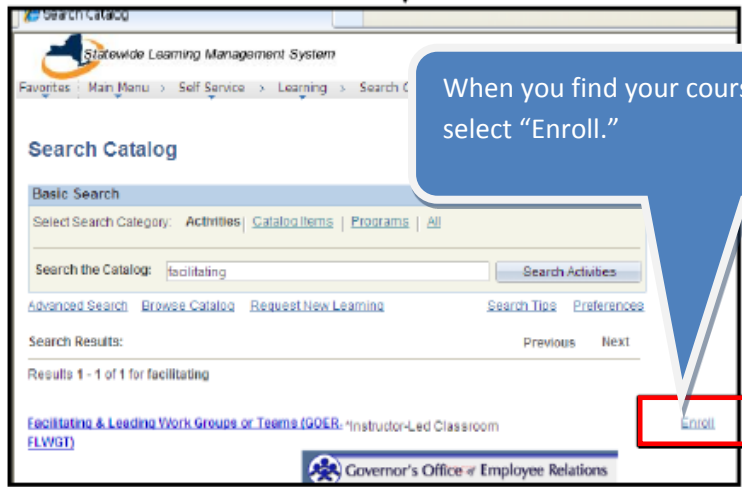 Search Catalog
Statewide Learning Management System
Favorites Main Menu > Self Service > Learning > Search C
When you find your cours
select “Enroll.”
Search Catalog
Basic Search
Select Search Category: Activities | Catalog Items | Programs | All
Search the Catalog: facilitating Search Activities
Advanced Search Browse Catalog Request New Learning Search Tips Preferences
Search Results: Previous Next
Results 1 - 1 of 1 for facilitating
Facilitating & Leading Work Groups or Teams (GOER- *Instructor-Led Classroom Enroll
FLWGT)
Governor's Office of Employee Relations